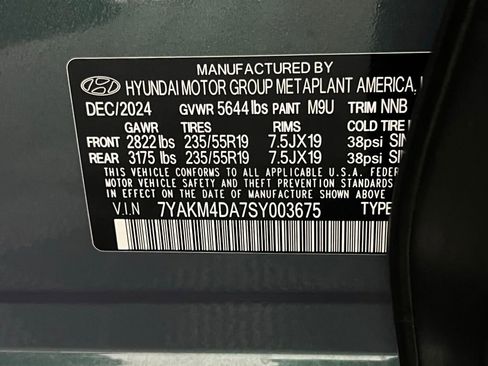 MANUFACTURED BY
HYUNDAI MOTOR GROUP METAPLANT AMERICA,
DEC/2024 GVWR 5644 lbs PAINT M9U TRIM NNB
GAWR TIRES RIMS COLD TIRE
FRONT 2822 lbs 235/55R19 7.5JX19 38psi SIN
REAR 3175 lbs 235/55R19 7.5JX19 38psi SIN
THIS VEHICLE CONFORMS TO ALL APPLICABLE U.S.A. FEDER
MOTOR VEHICLE SAFETY, BUMPER, AND THEFT PREVENTION
IN EFFECT ON THE DATE OF MANUFACTURE SHOWN ABOVE
V.I.N 7YAKM4DA7SY003675 TYPE